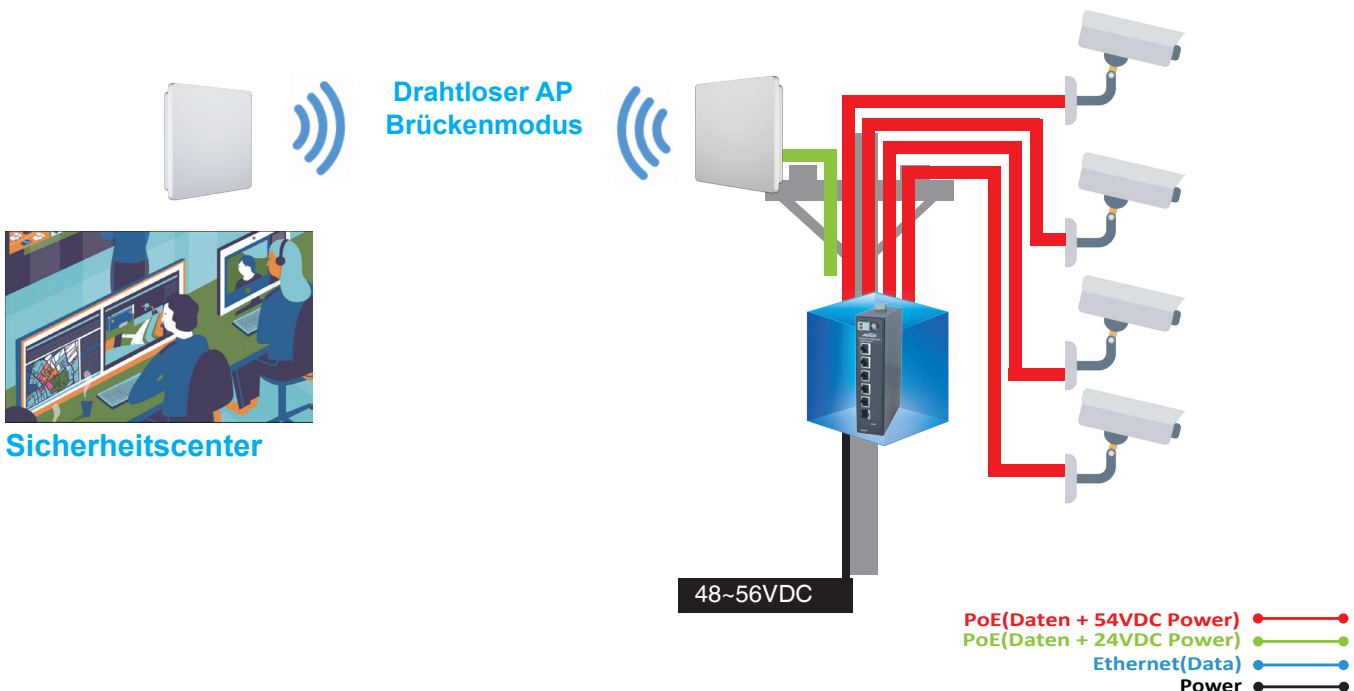 Drahtloser AP
Brückenmodus
Sicherheitscenter
48~56VDC
PoE(Daten + 54VDC Power)
PoE(Daten + 24VDC Power)
Ethernet(Data)
Power